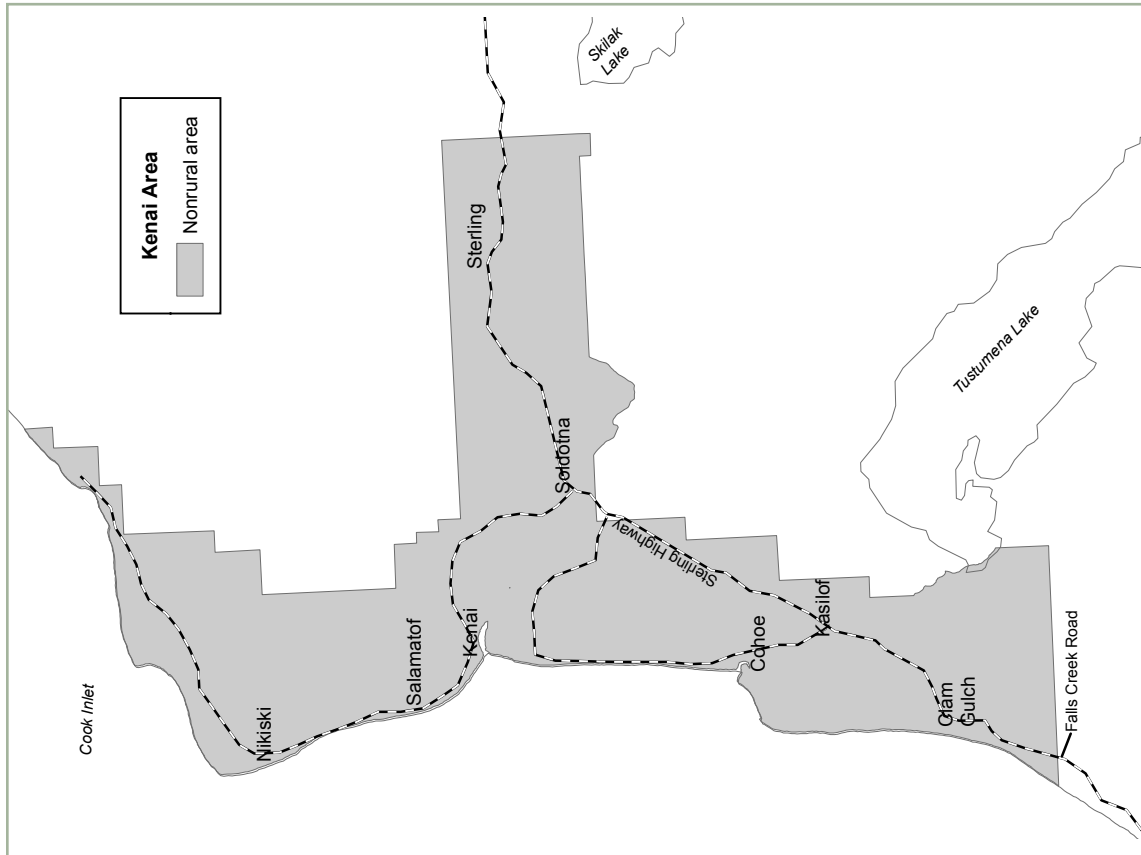 Kenai Area
Nonrural area
Skilak
Lake
Sterling
Cook Inlet
Soldotna
Tustumena Lake
Sterling Highway
Salamatof
Kenai
Nikiski
Cohoe
Kasilof
Clam
Gulch
Falls Creek Road